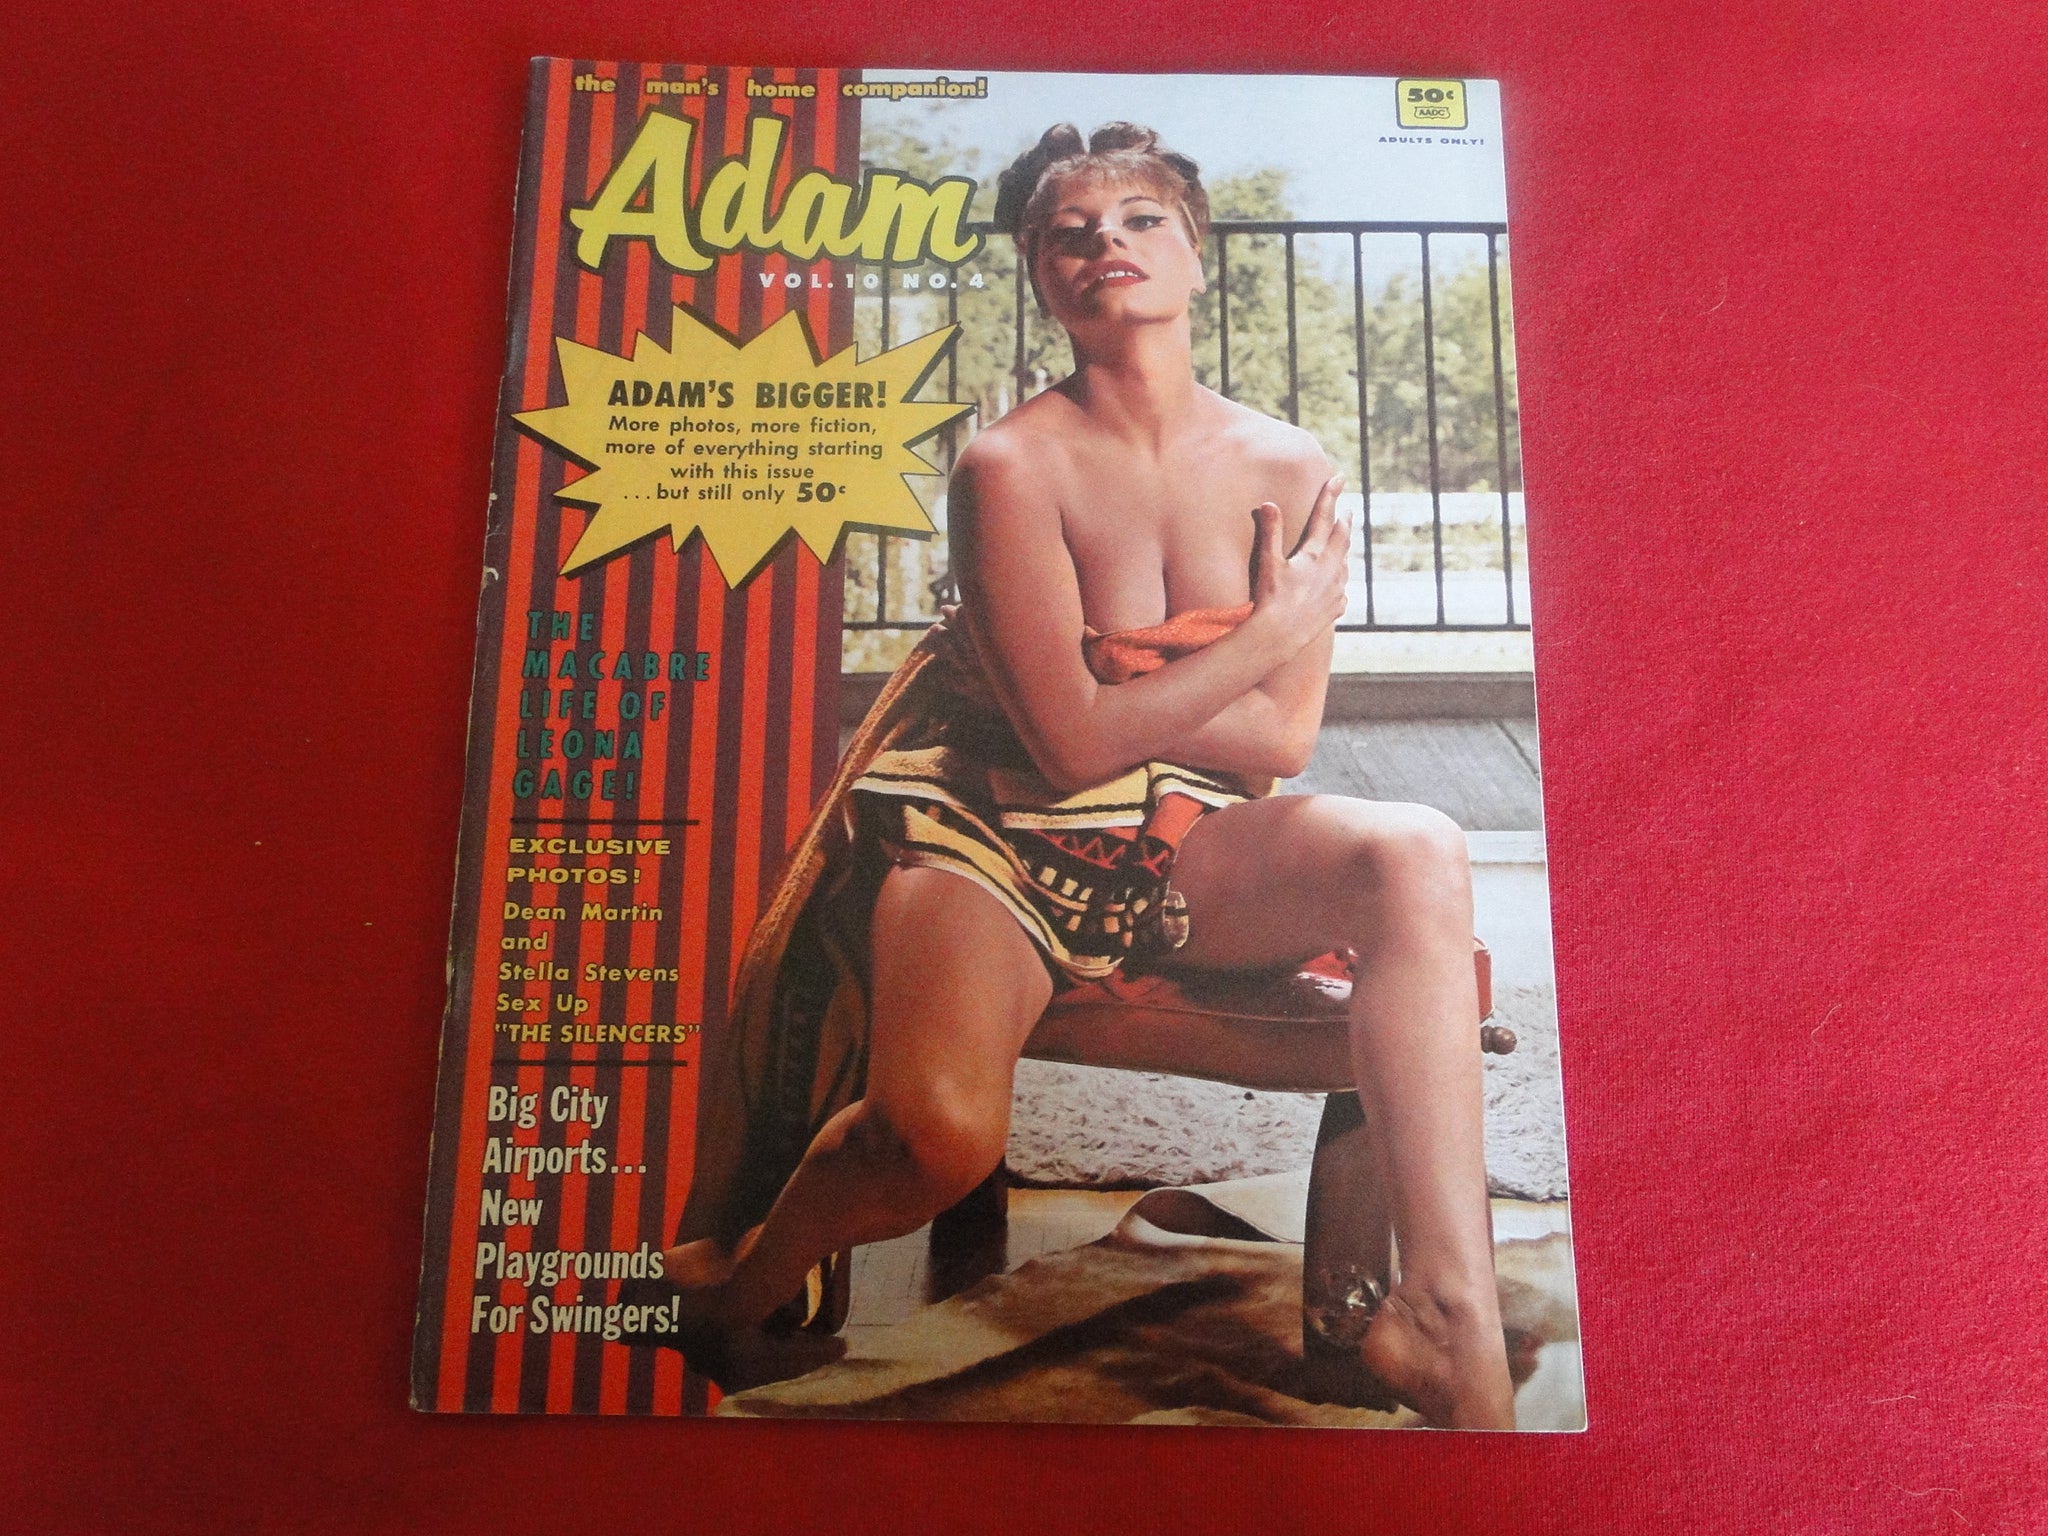 the man's home companion!
Adam
VOL. 10 NO. 4
50¢
AADC
ADULTS ONLY!
ADAM'S BIGGER!
More photos, more fiction,
more of everything starting
with this issue
...but still only 50¢
THE
MACABRE
LIFE OF
LEONA
GAGE!
EXCLUSIVE
PHOTOS!
Dean Martin
and
Stella Stevens
Sex Up
"THE SILENCERS"
Big City
Airports...
New
Playgrounds
For Swingers!